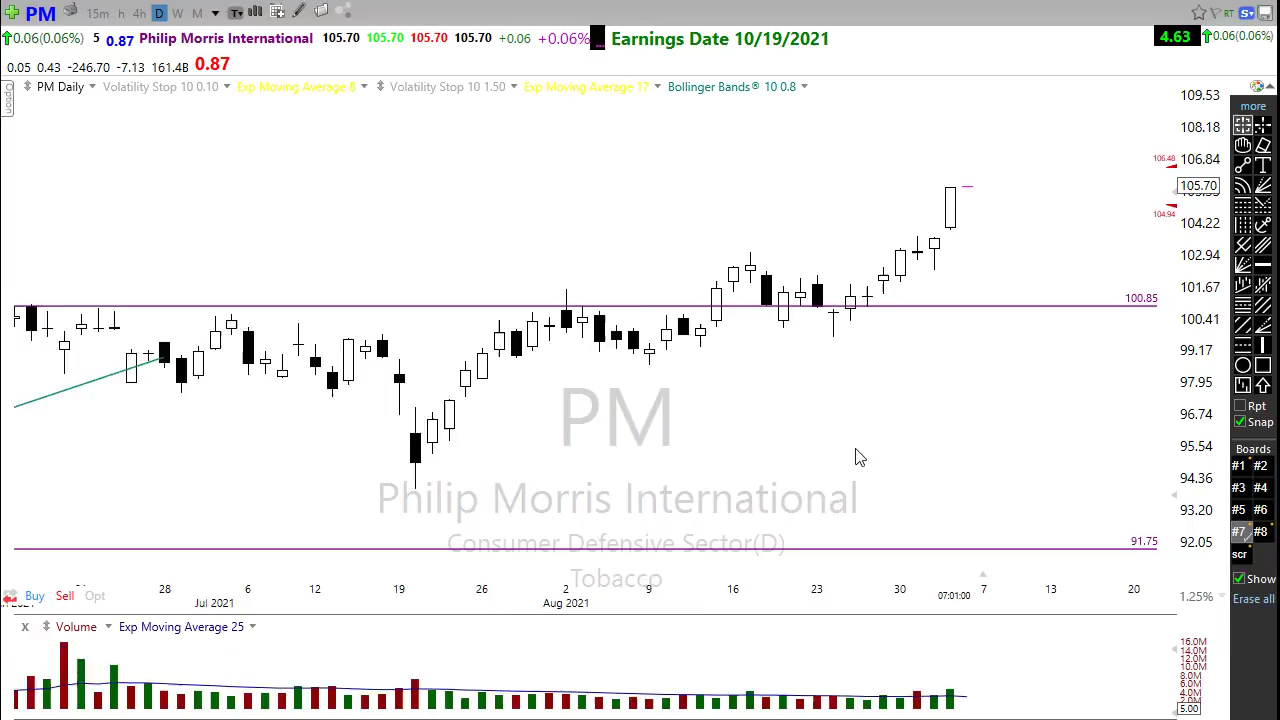 PM 15m h 4h D W M T RT S
0.06(0.06%) 5 0.87 Philip Morris International 105.70 105.70 105.70 105.70 +0.06 +0.06% Earnings Date 10/19/2021 4.63 0.06(0.06%)
0.05 0.43 -246.70 -7.13 161.4B 0.87
Option
PM Daily Volatility Stop 10 0.10 Exp Moving Average 8 Volatility Stop 10 1.50 Exp Moving Average 17 Bollinger Bands® 10 0.8
109.53
more
108.18
106.48
106.84
105.70
104.94
104.22
102.94
101.67
100.85
100.41
99.17
97.95
96.74
95.54
94.36
93.20
92.05
91.75
PM
Philip Morris International
Consumer Defensive Sector(D)
Tobacco
Rpt
Snap
Boards
#1 #2
#3 #4
#5 #6
#7 #8
scr
Show
Erase all
28 6 12 19 26 2 9 16 23 30 7 13 20
Buy Sell Opt
Jul 2021 Aug 2021 07:01:00
1.25%
X Volume Exp Moving Average 25
16.0M
14.0M
12.0M
10.0M
8.0M
6.0M
4.0M
2.0M
5.00